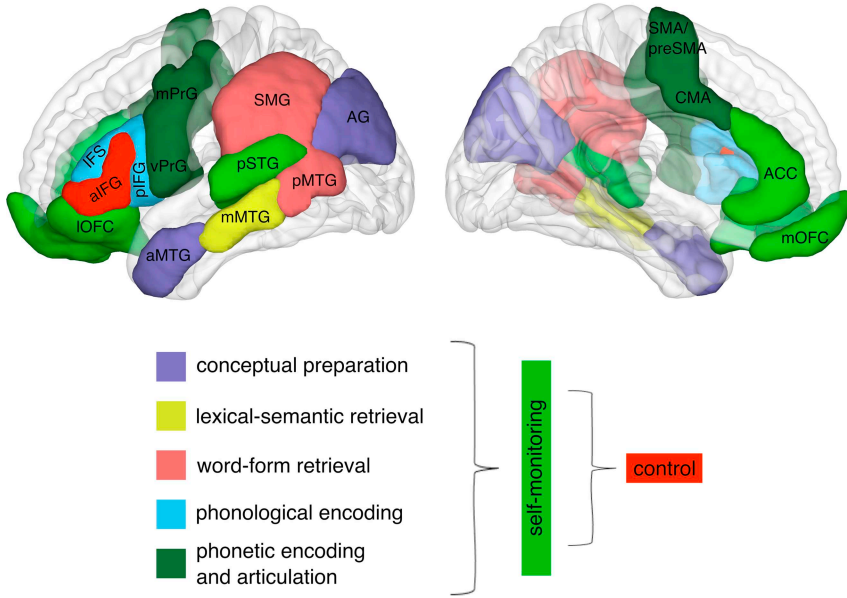 mPrG
SMG
AG
IFS
vPrG
pSTG
aIFG
pIFG
pMTG
mMTG
lOFC
aMTG
SMA/
preSMA
CMA
ACC
mOFC
conceptual preparation
lexical-semantic retrieval
word-form retrieval
phonological encoding
phonetic encoding
and articulation
self-monitoring
control